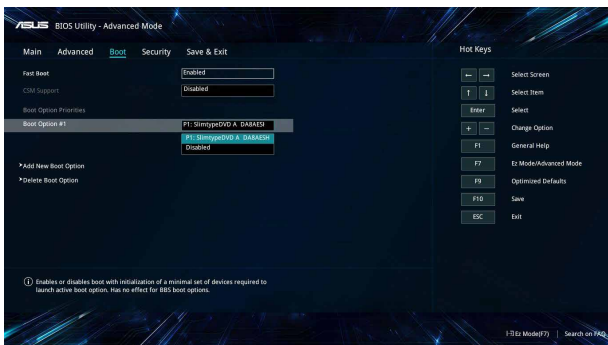 ASUS BIOS Utility - Advanced Mode
Main Advanced Boot Security Save & Exit
Hot Keys
Fast Boot Enabled
CSM Support Disabled
Boot Option Priorities
Boot Option #1 P1: SlimtypeDVD A DA8AESI
P1: SlimtypeDVD A DA8AESH
Disabled
>Add New Boot Option
>Delete Boot Option
← → Select Screen
↑ ↓ Select Item
Enter Select
+ − Change Option
F1 General Help
F7 Ez Mode/Advanced Mode
F9 Optimized Defaults
F10 Save
ESC Exit
Enables or disables boot with initialization of a minimal set of devices required to
launch active boot option. Has no effect for BBS boot options.
Ez Mode(F7) | Search on FAQ